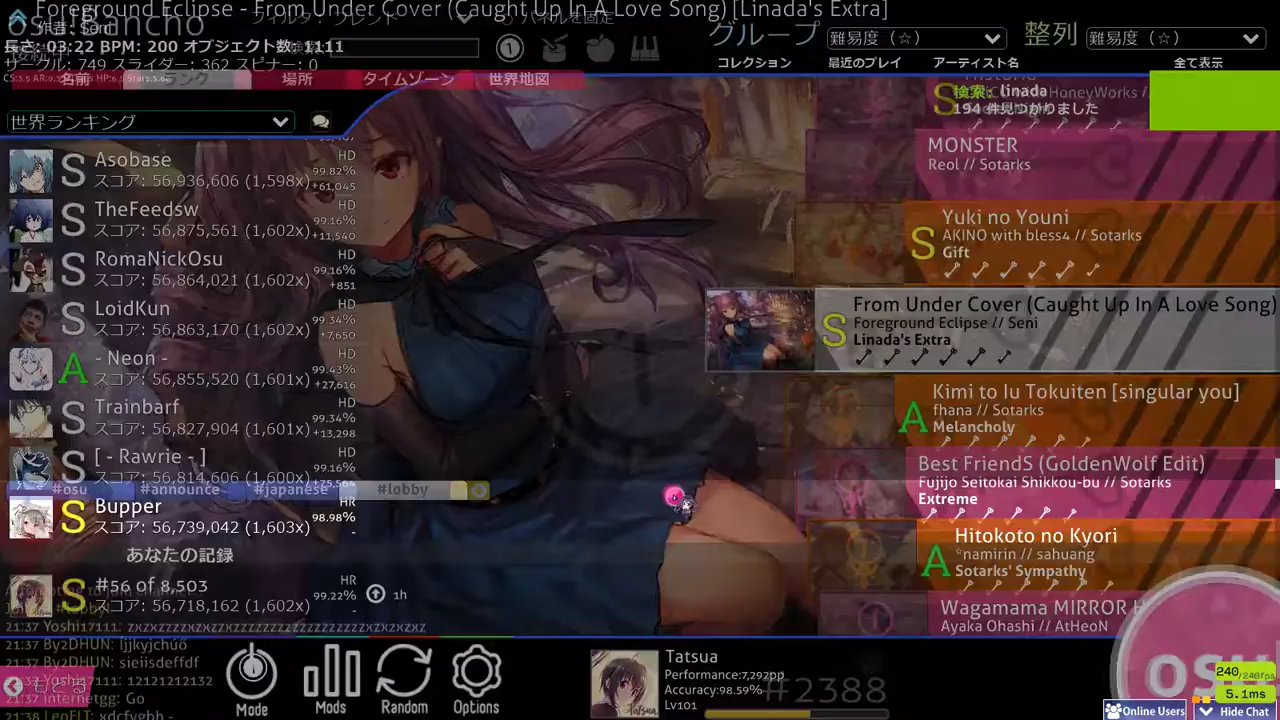 Foreground Eclipse - From Under Cover (Caught Up In A Love Song) [Linada's Extra]
作者: Seni
長さ: 03:22 BPM: 200 オブジェクト数: 1111
サークル: 749 スライダー: 362 スピナー: 0
グループ
難易度 (☆)
整列
難易度 (☆)
コレクション
最近のプレイ
アーティスト名
全て表示
名前
ランク
場所
タイムゾーン
世界地図
世界ランキング
検索: linada
194 件見つかりました
Asobase
スコア: 56,936,606 (1,598x)
HD
99.82%
+61,045
TheFeedsw
スコア: 56,875,561 (1,602x)
HD
99.16%
+11,540
RomaNickOsu
スコア: 56,864,021 (1,602x)
HD
99.16%
+851
LoidKun
スコア: 56,863,170 (1,602x)
HD
99.34%
+7,650
- Neon -
スコア: 56,855,520 (1,601x)
HD
99.43%
+27,616
Trainbarf
スコア: 56,827,904 (1,601x)
HD
99.34%
+13,298
[ - Rawrie - ]
スコア: 56,814,606 (1,600x)
HD
99.16%
+75,564
#osu
#announce
#japanese
#lobby
Bupper
スコア: 56,739,042 (1,603x)
HR
98.98%
-
あなたの記録
#56 of 8,503
スコア: 56,718,162 (1,602x)
HR
99.22%
-
1h
MONSTER
Reol // Sotarks
Yuki no Youni
AKINO with bless4 // Sotarks
Gift
From Under Cover (Caught Up In A Love Song)
Foreground Eclipse // Seni
Linada's Extra
Kimi to Iu Tokuiten [singular you]
fhana // Sotarks
Melancholy
Best FriendS (GoldenWolf Edit)
Fujijo Seitokai Shikkou-bu // Sotarks
Extreme
Hitokoto no Kyori
*namirin // sahuang
Sotarks' Sympathy
Wagamama MIRROR H
Ayaka Ohashi // AtHeoN
21:37 By2DHUN: ljjkyjchúő
21:37 By2DHUN: sieiisdeffdf
21:37 Yoshi17111: 12121212132
21:37 internetgg: Go
もどる
Mode
Mods
Random
Options
Tatsua
Performance:7,292pp
Accuracy:98.59%
Lv101
#2388
osu!
240/240fps
5.1ms
Online Users
Hide Chat